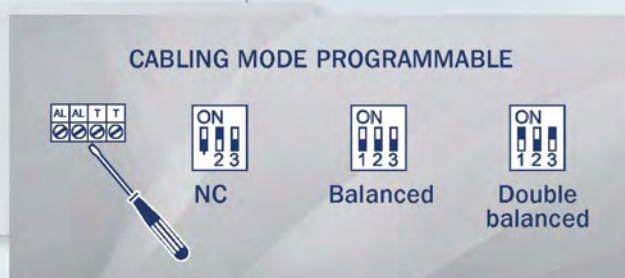 CABLING MODE PROGRAMMABLE
AL AL T T
ON
2 3
NC
ON
1 2 3
Balanced
ON
1 2 3
Double
balanced